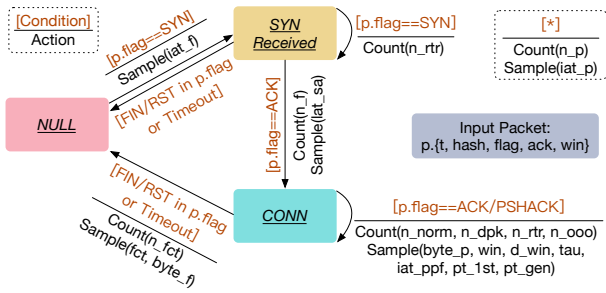 [Condition]
Action
[p.flag==SYN]
Sample(iat_f)
[FIN/RST in p.flag
or Timeout]
SYN
Received
[p.flag==SYN]
Count(n_rtr)
[*]
Count(n_p)
Sample(iat_p)
NULL
[p.flag==ACK]
Count(n_f)
Sample(lat_sa)
Input Packet:
p.{t, hash, flag, ack, win}
[FIN/RST in p.flag
or Timeout]
Count(n_fct)
Sample(fct, byte_f)
CONN
[p.flag==ACK/PSHACK]
Count(n_norm, n_dpk, n_rtr, n_ooo)
Sample(byte_p, win, d_win, tau,
iat_ppf, pt_1st, pt_gen)